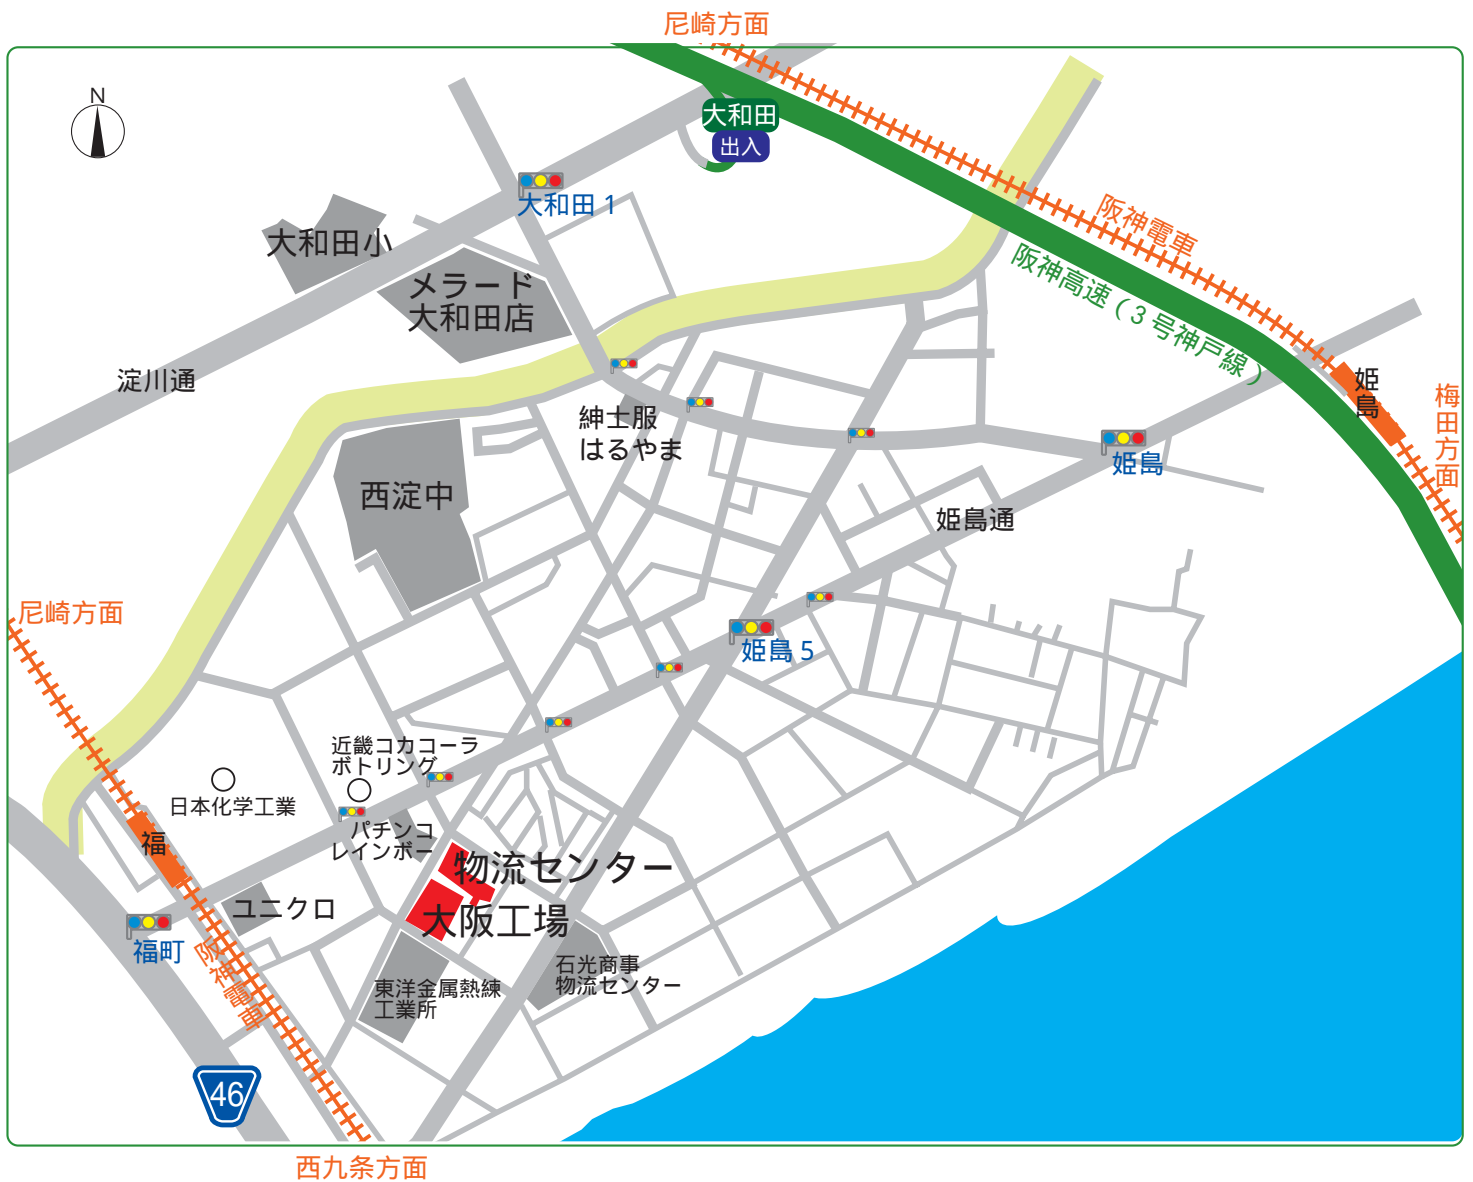 尼崎方面
N
大和田
出入
大和田 1
阪神電車
大和田小
阪神高速（3 号神戸線）
メラード
大和田店
淀川通
姫島
梅田方面
紳士服
はるやま
姫島
西淀中
姫島通
尼崎方面
姫島 5
近畿コカコーラ
ボトリング
日本化学工業
パチンコ
レインボー
福
物流センター
大阪工場
ユニクロ
福町
阪神電車
石光商事
物流センター
東洋金属熱練
工業所
46
西九条方面